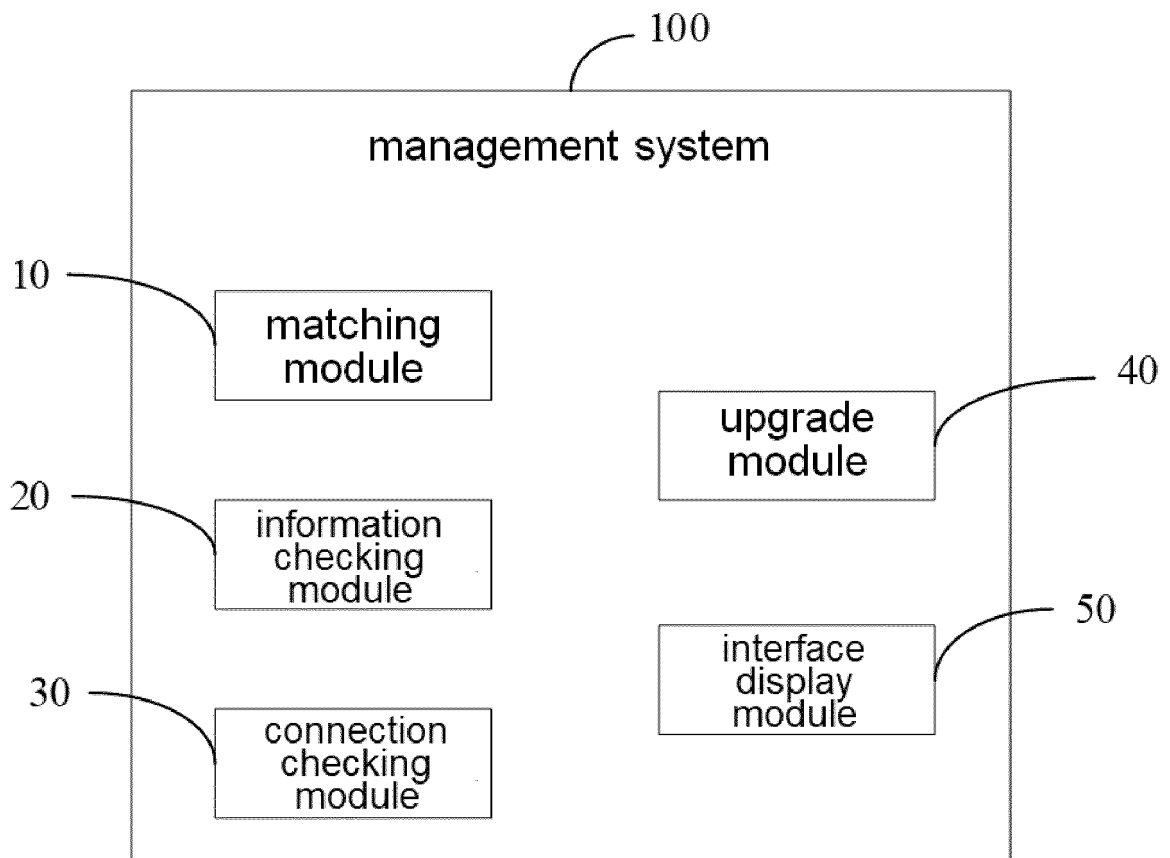 100
management system
10
matching
module
40
upgrade
module
20
information
checking
module
50
interface
display
module
30
connection
checking
module